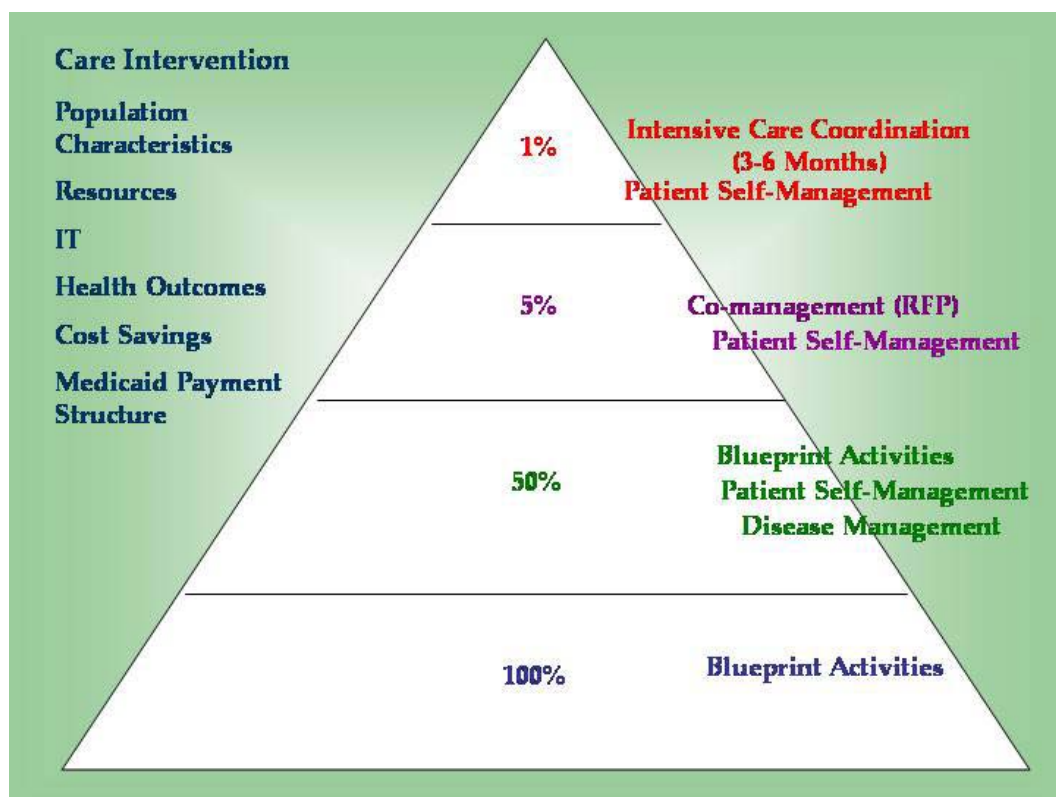 Care Intervention
Population
Characteristics
Resources
IT
Health Outcomes
Cost Savings
Medicaid Payment
Structure
1%
Intensive Care Coordination
(3-6 Months)
Patient Self-Management
5%
Co-management (RFP)
Patient Self-Management
50%
Blueprint Activities
Patient Self-Management
Disease Management
100%
Blueprint Activities